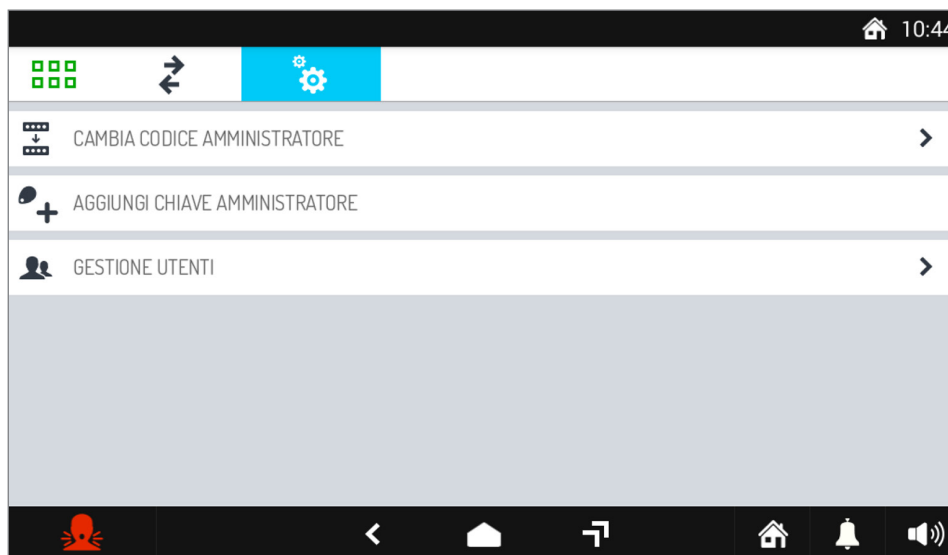 10:44
CAMBIA CODICE AMMINISTRATORE
AGGIUNGI CHIAVE AMMINISTRATORE
GESTIONE UTENTI